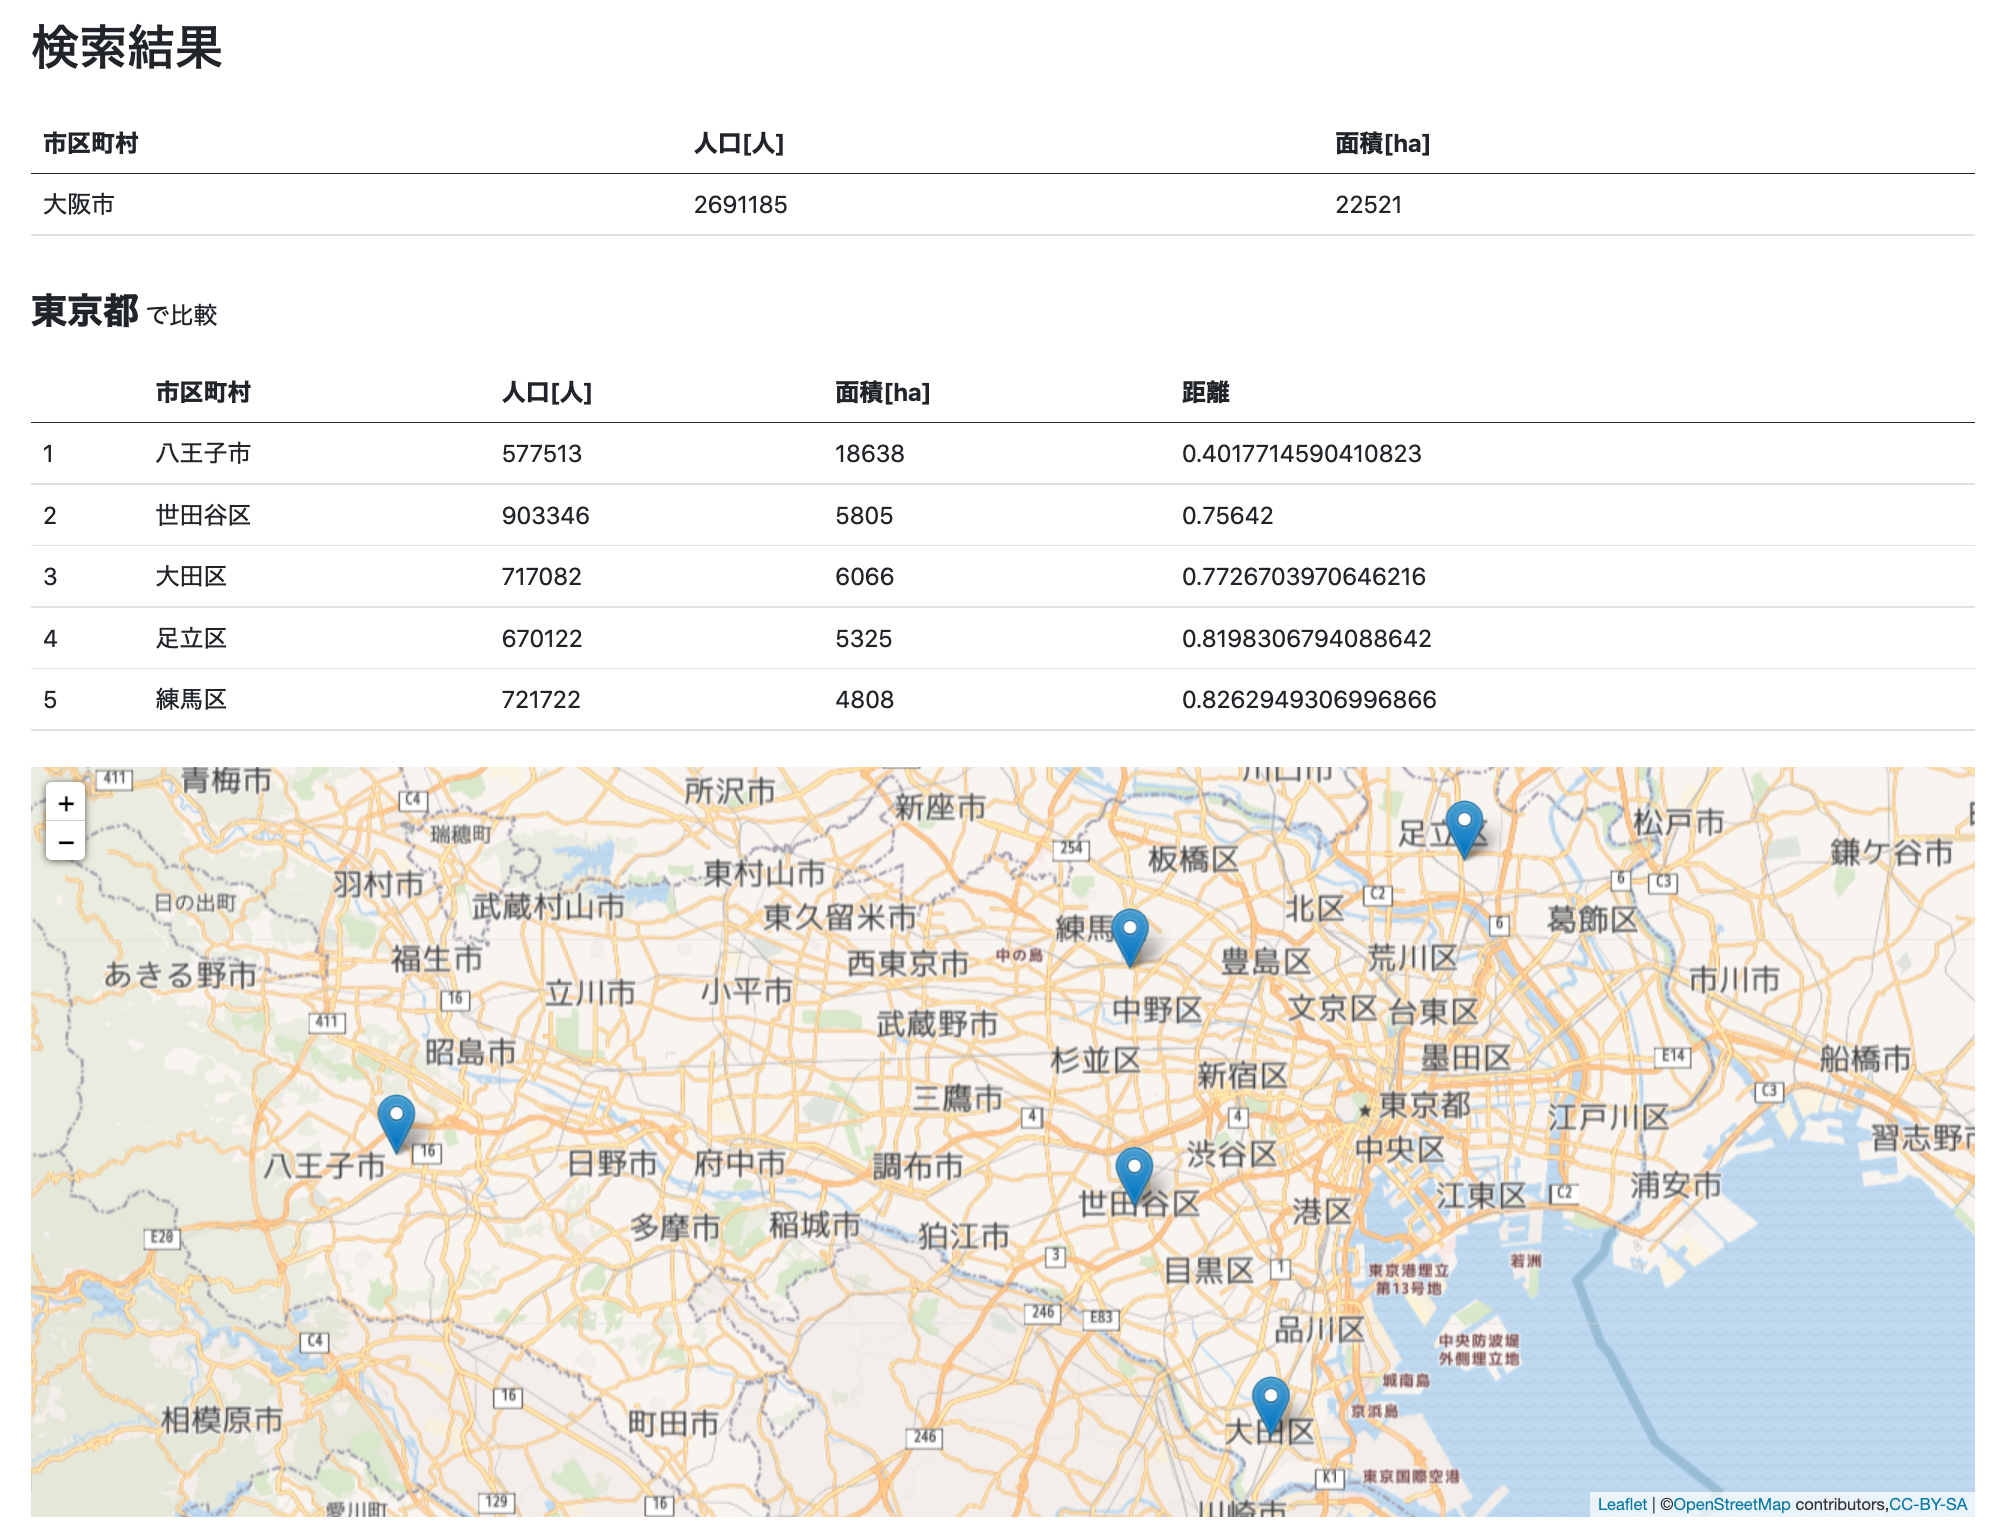 検索結果
市区町村 人口[人] 面積[ha]
大阪市 2691185 22521
東京都 で比較
市区町村 人口[人] 面積[ha] 距離
1 八王子市 577513 18638 0.4017714590410823
2 世田谷区 903346 5805 0.75642
3 大田区 717082 6066 0.7726703970646216
4 足立区 670122 5325 0.8198306794088642
5 練馬区 721722 4808 0.8262949306996866
+
−
411
青梅市
C4
所沢市
新座市
川口市
瑞穂町
足立区
松戸市
鎌ケ谷市
254
板橋区
羽村市
東村山市
6
C3
日の出町
武蔵村山市
東久留米市
C2
北区
葛飾区
練馬
6
福生市
西東京市
中の島
豊島区
荒川区
あきる野市
市川市
16
立川市
小平市
中野区
文京区
台東区
411
武蔵野市
昭島市
杉並区
新宿区
墨田区
E14
船橋市
三鷹市
4
4
東京都
江戸川区
C3
16
八王子市
日野市
府中市
調布市
渋谷区
中央区
習志野市
世田谷区
江東区
C2
浦安市
多摩市
稲城市
狛江市
港区
E20
3
目黒区
1
東京港埋立
第13号地
若洲
246
E83
品川区
C4
中央防波堤
外側埋立地
16
城南島
京浜島
相模原市
町田市
246
大田区
K1
東京国際空港
愛川町
129
16
川崎市
Leaflet | ©OpenStreetMap contributors,CC-BY-SA